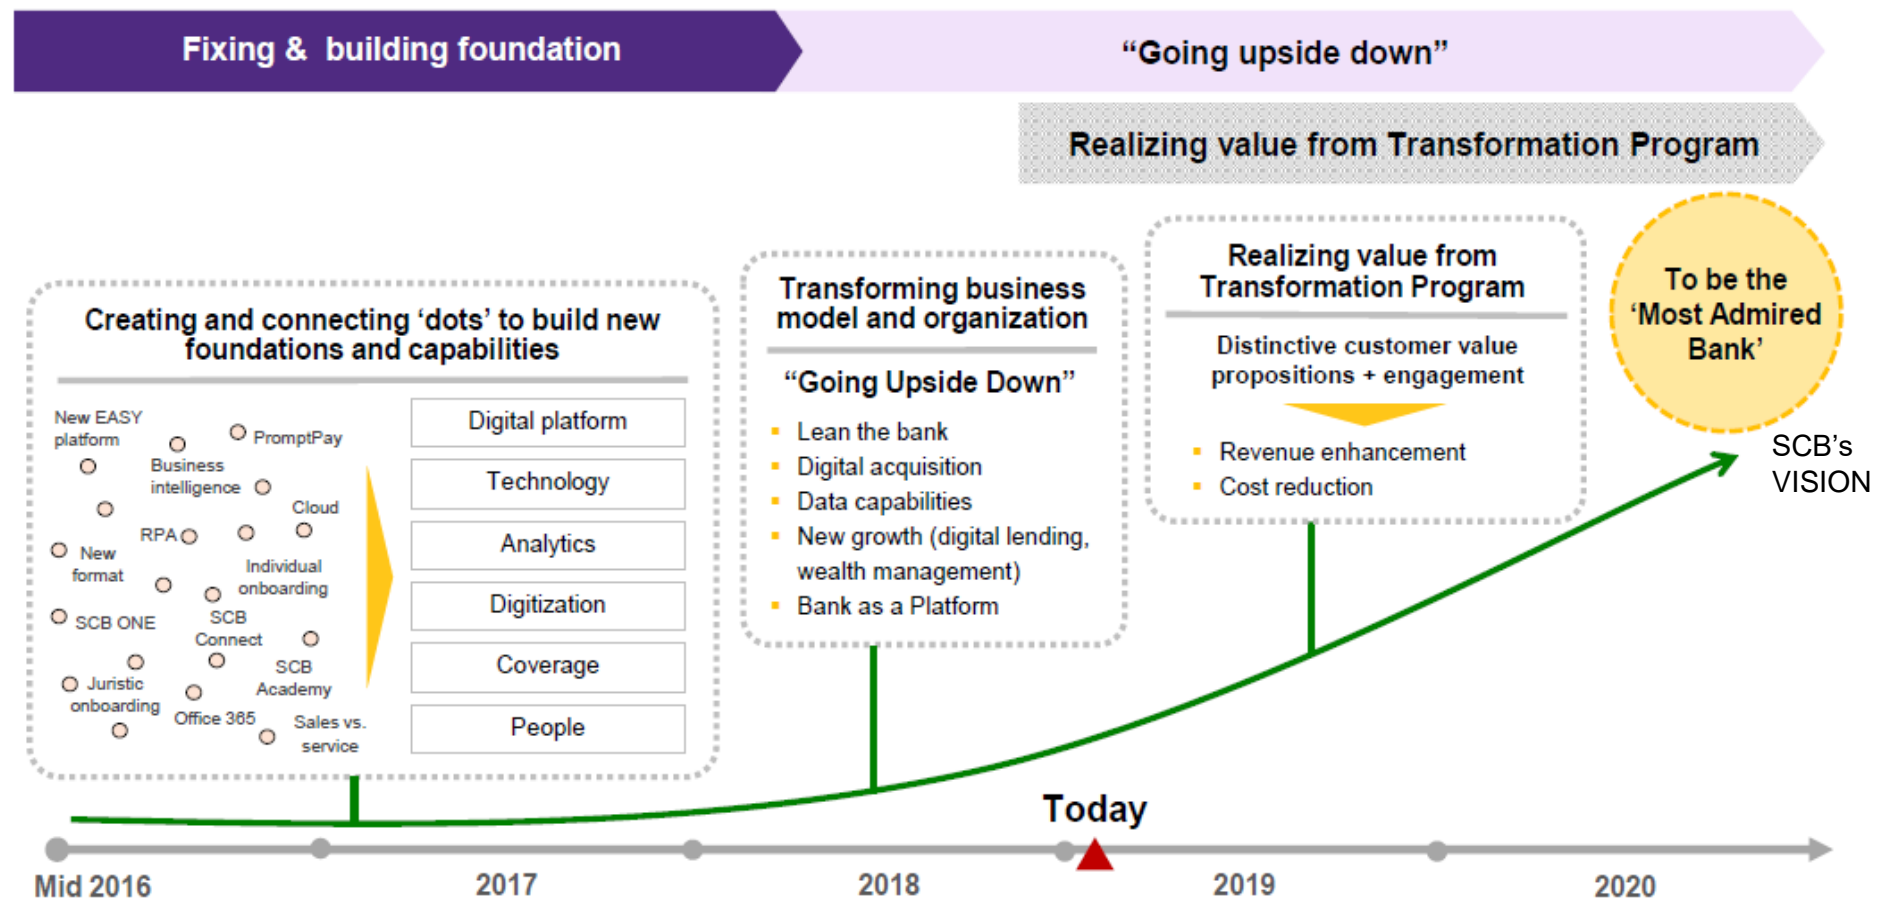 Fixing & building foundation
“Going upside down”
Realizing value from Transformation Program
Creating and connecting ‘dots’ to build new
foundations and capabilities
New EASY
platform
PromptPay
Business
intelligence
Cloud
RPA
New
format
Individual
onboarding
SCB ONE
SCB
Connect
SCB
Academy
Juristic
onboarding
Office 365
Sales vs.
service
Digital platform
Technology
Analytics
Digitization
Coverage
People
Transforming business
model and organization
“Going Upside Down”
Lean the bank
Digital acquisition
Data capabilities
New growth (digital lending,
wealth management)
Bank as a Platform
Realizing value from
Transformation Program
Distinctive customer value
propositions + engagement
Revenue enhancement
Cost reduction
To be the
‘Most Admired
Bank’
SCB’s
VISION
Today
Mid 2016
2017
2018
2019
2020